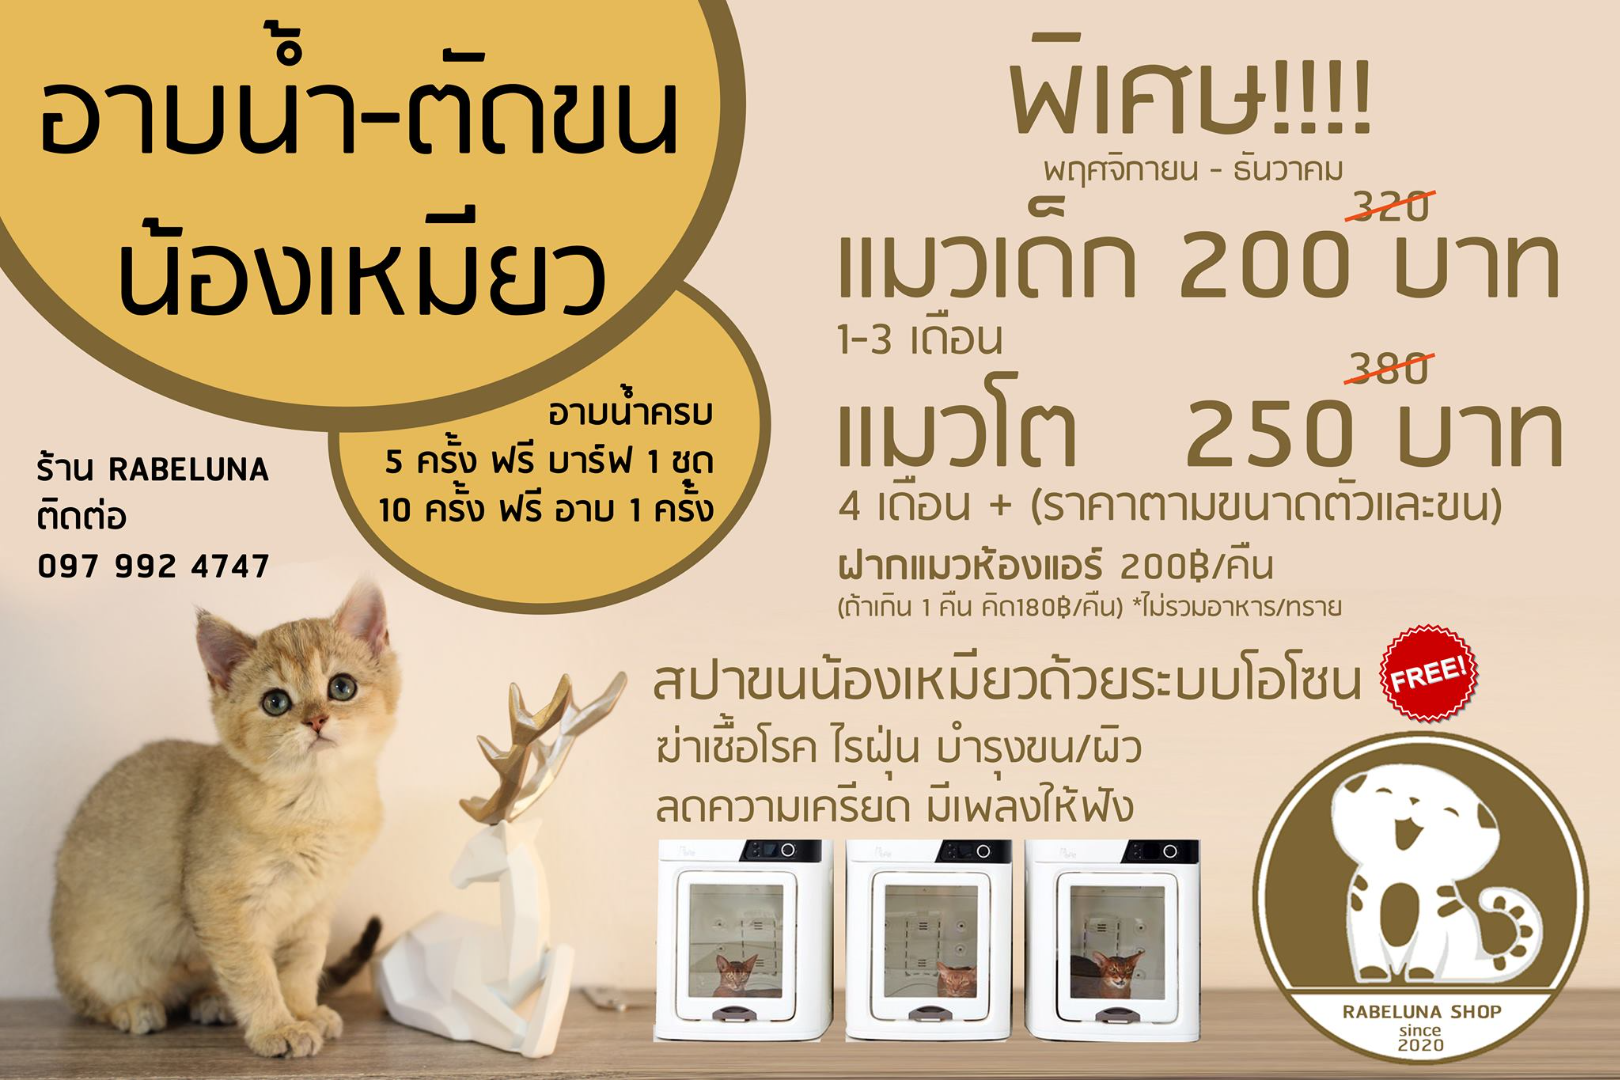 อาบน้ำ-ตัดขน
น้องเหมียว
อาบน้ำครบ
5 ครั้ง ฟรี บาร์ฟ 1 ชุด
10 ครั้ง ฟรี อาบ 1 ครั้ง
ร้าน RABELUNA
ติดต่อ
097 992 4747
พิเศษ!!!!
พฤศจิกายน - ธันวาคม
320
แมวเด็ก 200 บาท
1-3 เดือน
380
แมวโต 250 บาท
4 เดือน + (ราคาตามขนาดตัวและขน)
ฝากแมวห้องแอร์ 200฿/คืน
(ถ้าเกิน 1 คืน คิด180฿/คืน) *ไม่รวมอาหาร/ทราย
สปาขนน้องเหมียวด้วยระบบโอโซน FREE!
ฆ่าเชื้อโรค ไรฝุ่น บำรุงขน/ผิว
ลดความเครียด มีเพลงให้ฟัง
RABELUNA SHOP
since
2020